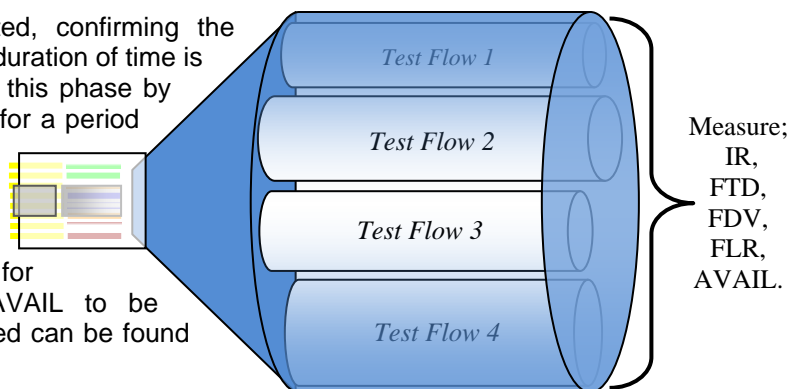 ted, confirming the
duration of time is
this phase by
for a period
for
AVAIL to be
ed can be found
Test Flow 1
Test Flow 2
Test Flow 3
Test Flow 4
Measure;
IR,
FTD,
FDV,
FLR,
AVAIL.